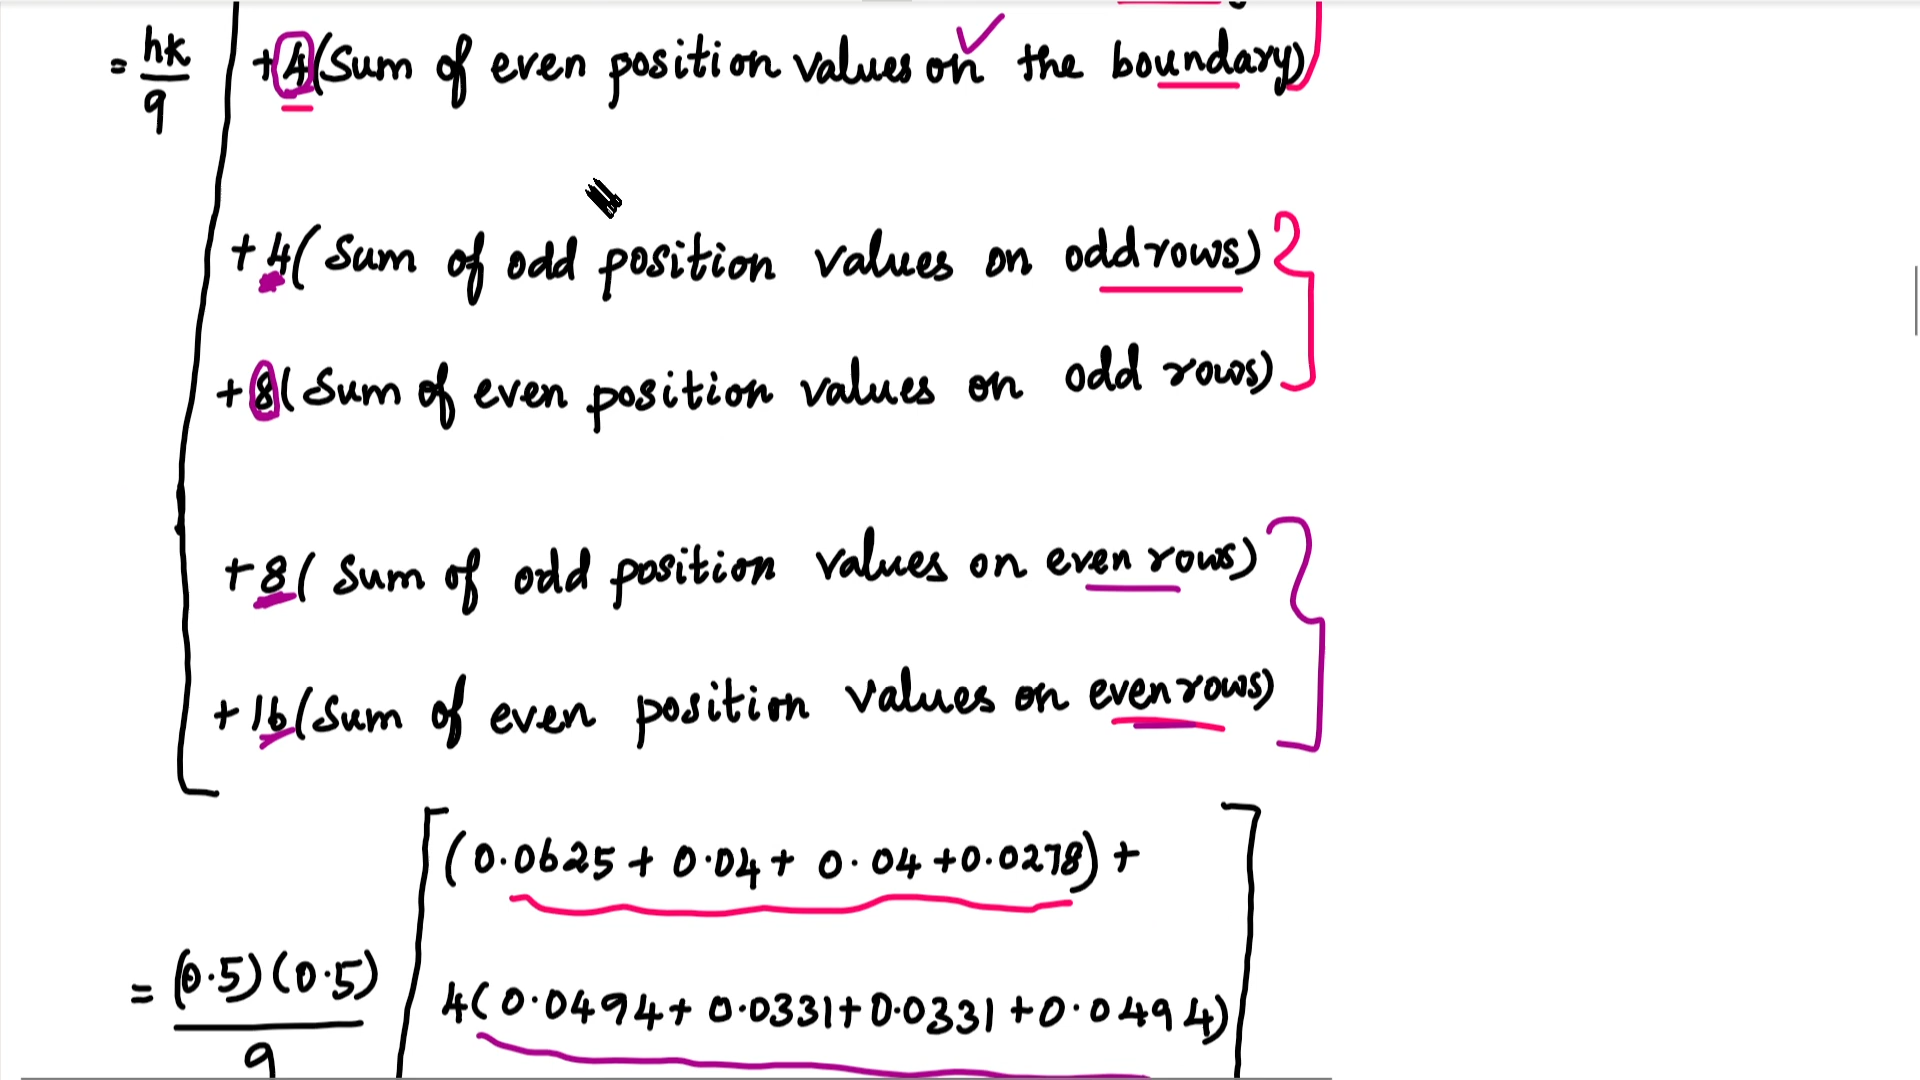 = hk/9 +4(Sum of even position values on the boundary)
+4(Sum of odd position values on odd rows)
+8(Sum of even position values on odd rows)
+8(Sum of odd position values on even rows)
+16(Sum of even position values on even rows)
(0.0625 + 0.04 + 0.04 + 0.0278) +
= (0.5)(0.5)/9
4(0.0494 + 0.0331 + 0.0331 + 0.0494)